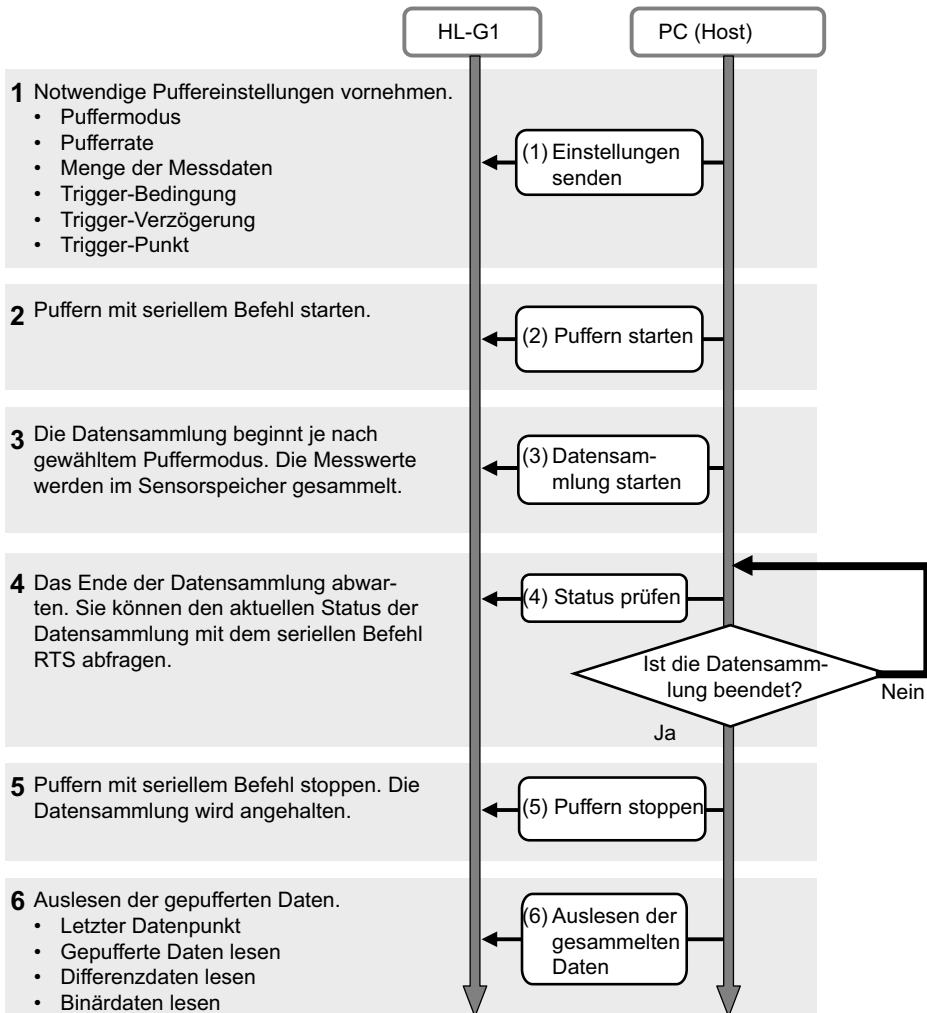 HL-G1
PC (Host)
1 Notwendige Puffereinstellungen vornehmen.
• Puffermodus
• Pufferrate
• Menge der Messdaten
• Trigger-Bedingung
• Trigger-Verzögerung
• Trigger-Punkt
(1) Einstellungen
senden
2 Puffern mit seriellem Befehl starten.
(2) Puffern starten
3 Die Datensammlung beginnt je nach
gewähltem Puffermodus. Die Messwerte
werden im Sensorspeicher gesammelt.
(3) Datensam-
mlung starten
4 Das Ende der Datensammlung abwar-
ten. Sie können den aktuellen Status der
Datensammlung mit dem seriellen Befehl
RTS abfragen.
(4) Status prüfen
Ist die Datensamm-
lung beendet?
Nein
Ja
5 Puffern mit seriellem Befehl stoppen. Die
Datensammlung wird angehalten.
(5) Puffern stoppen
6 Auslesen der gepufferten Daten.
• Letzter Datenpunkt
• Gepufferte Daten lesen
• Differenzdaten lesen
• Binärdaten lesen
(6) Auslesen der
gesammelten
Daten